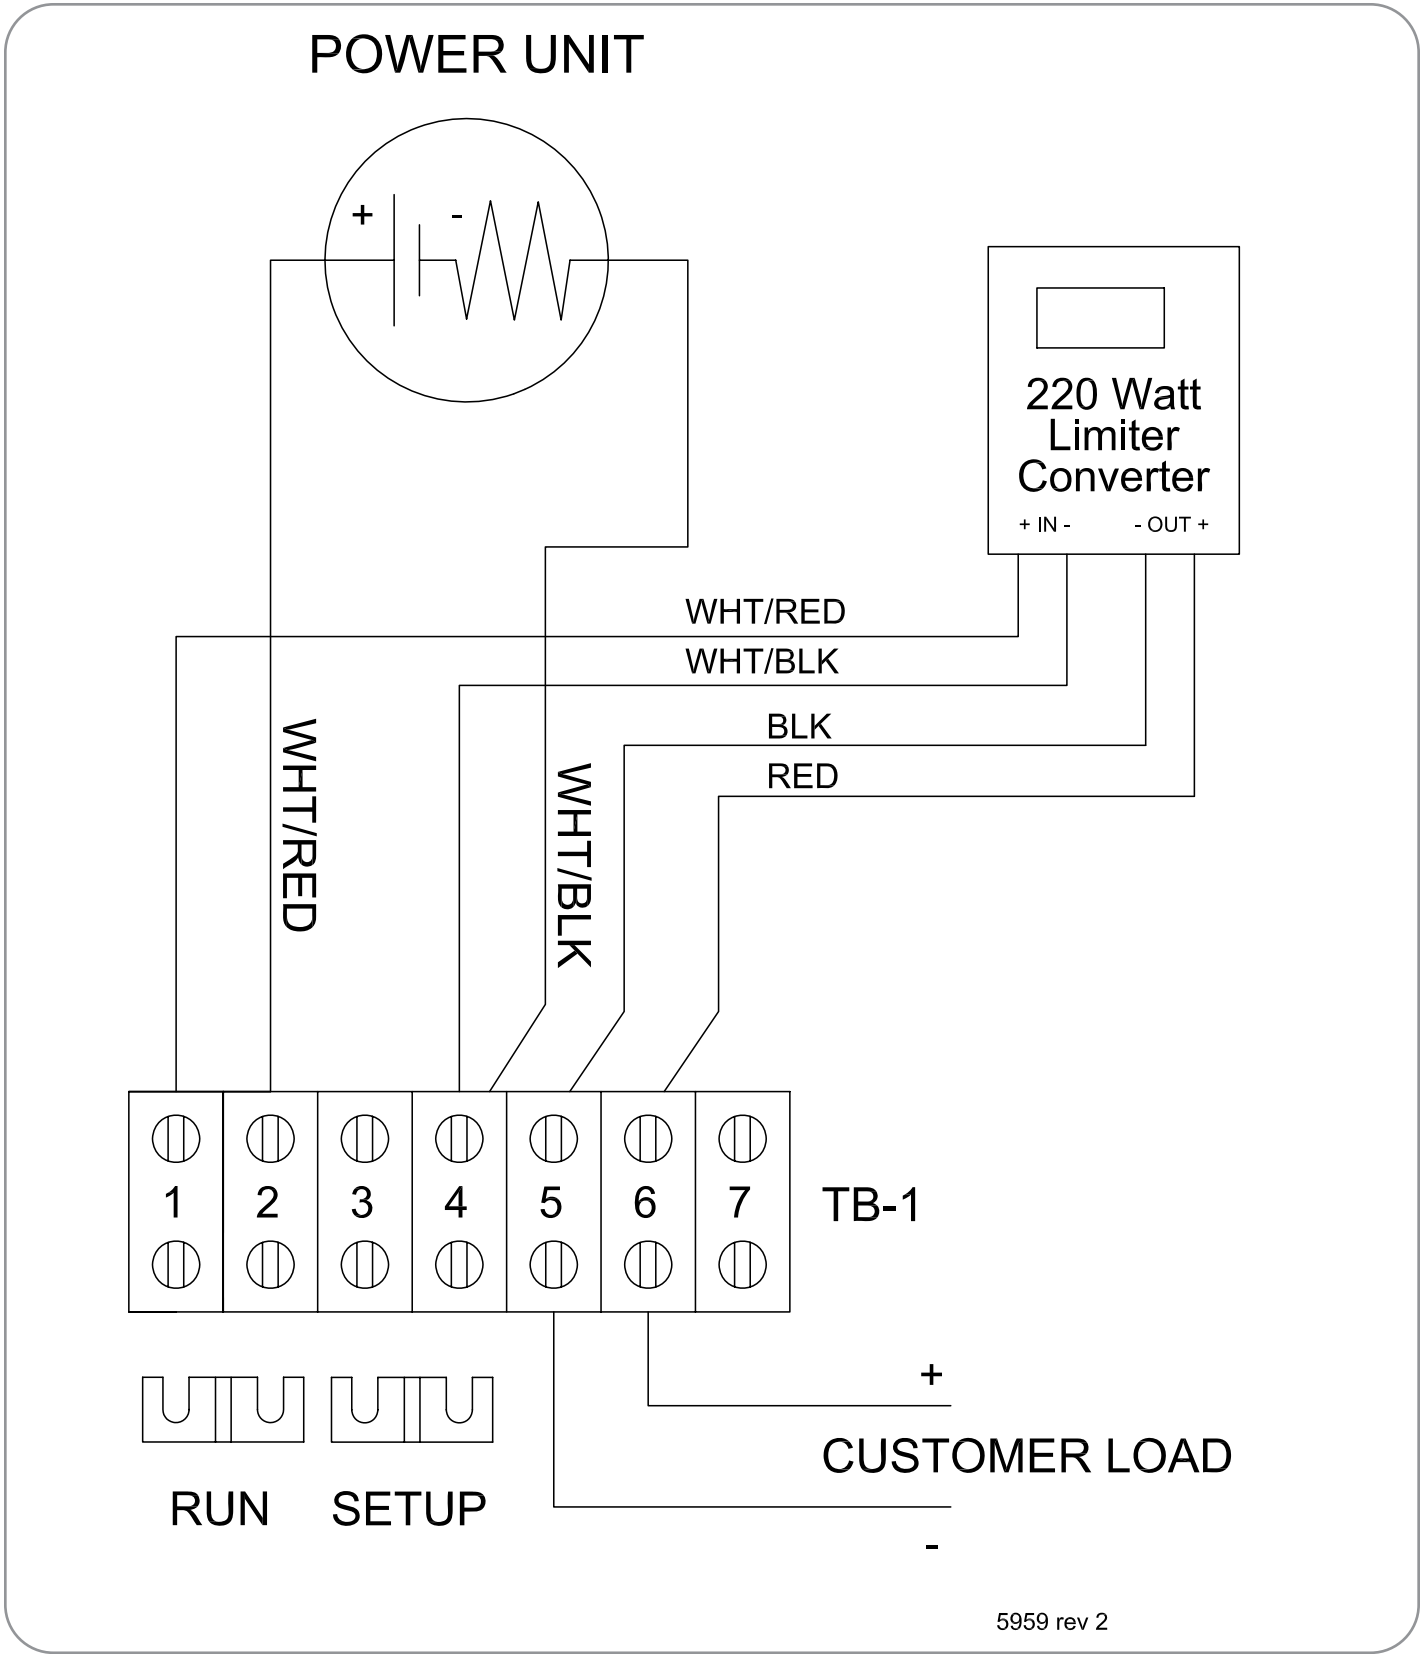 POWER UNIT
+ -
220 Watt
Limiter
Converter
+ IN - - OUT +
WHT/RED
WHT/BLK
BLK
RED
WHT/RED
WHT/BLK
1 2 3 4 5 6 7
TB-1
+
CUSTOMER LOAD
-
RUN SETUP
5959 rev 2